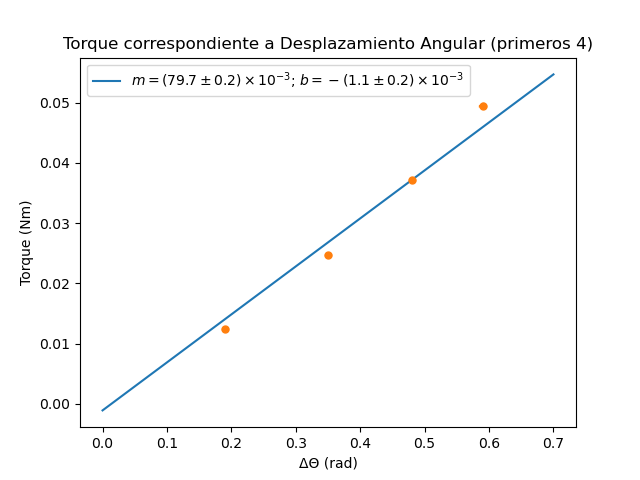 Torque correspondiente a Desplazamiento Angular (primeros 4)
m = (79.7 ± 0.2) × 10⁻³; b = −(1.1 ± 0.2) × 10⁻³
0.05
0.04
0.03
0.02
0.01
0.00
Torque (Nm)
0.0 0.1 0.2 0.3 0.4 0.5 0.6 0.7
ΔΘ (rad)